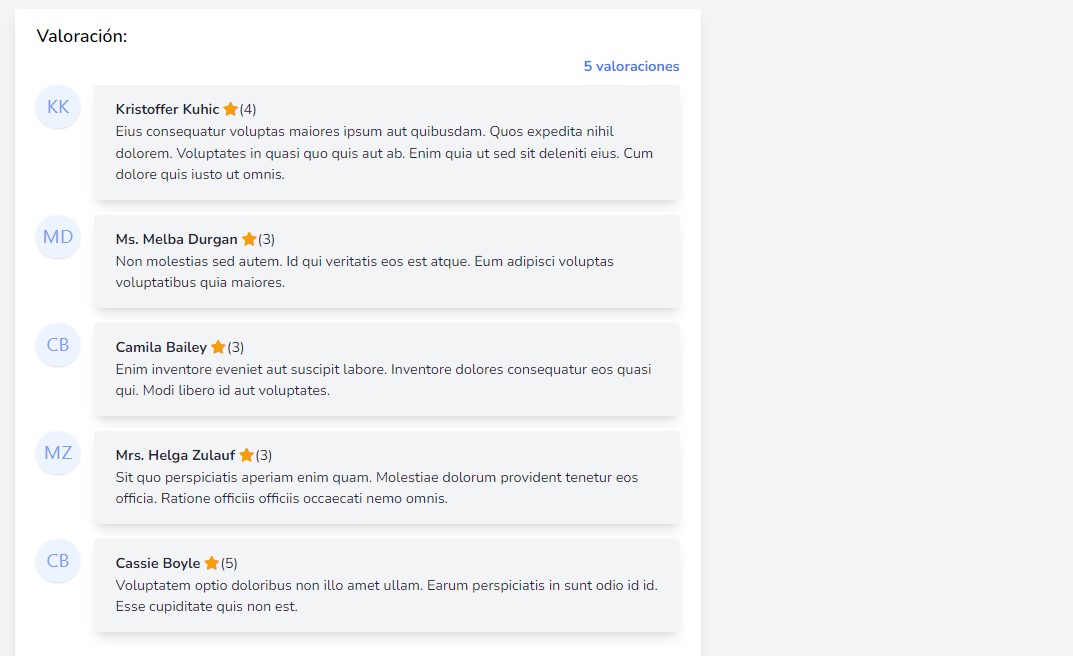 Valoración:
5 valoraciones
KK
Kristoffer Kuhic (4)
Eius consequatur voluptas maiores ipsum aut quibusdam. Quos expedita nihil
dolorem. Voluptates in quasi quo quis aut ab. Enim quia ut sed sit deleniti eius. Cum
dolore quis iusto ut omnis.
MD
Ms. Melba Durgan (3)
Non molestias sed autem. Id qui veritatis eos est atque. Eum adipisci voluptas
voluptatibus quia maiores.
CB
Camila Bailey (3)
Enim inventore eveniet aut suscipit labore. Inventore dolores consequatur eos quasi
qui. Modi libero id aut voluptates.
MZ
Mrs. Helga Zulauf (3)
Sit quo perspiciatis aperiam enim quam. Molestiae dolorum provident tenetur eos
officia. Ratione officiis officiis occaecati nemo omnis.
CB
Cassie Boyle (5)
Voluptatem optio doloribus non illo amet ullam. Earum perspiciatis in sunt odio id id.
Esse cupiditate quis non est.